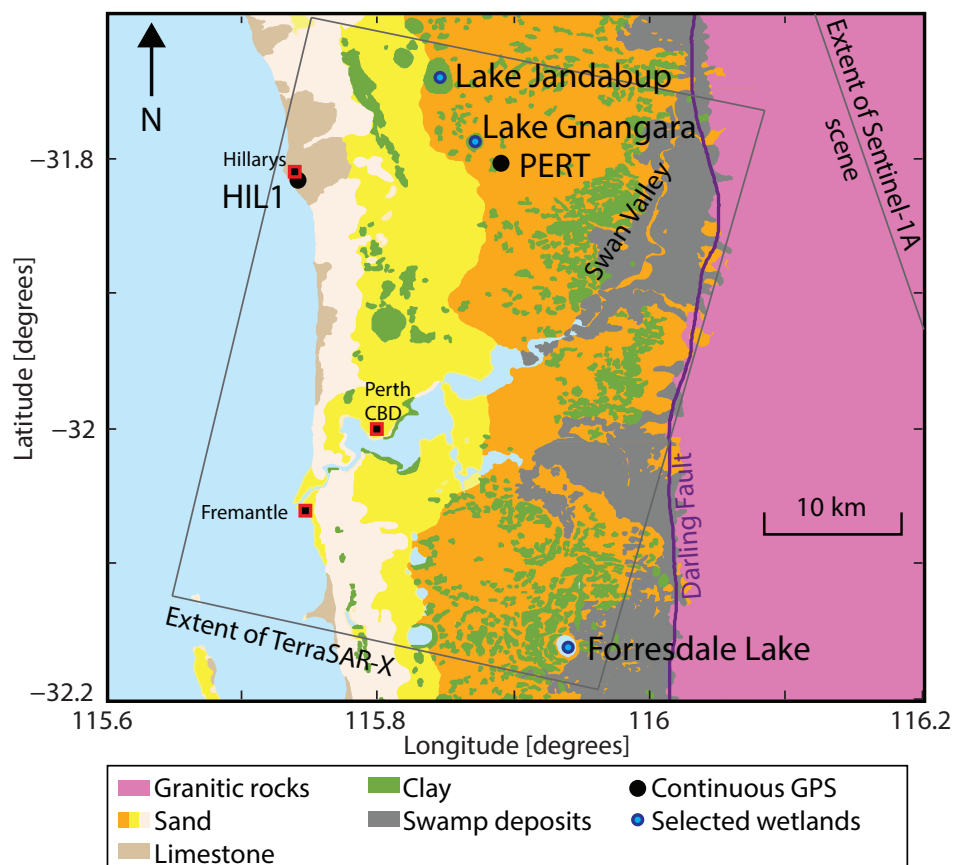 N
Lake Jandabup
Lake Gnangara
PERT
Hillarys
HIL1
Swan Valley
Extent of Sentinel-1A
scene
−31.8
Latitude [degrees]
Perth
CBD
−32
Fremantle
Darling Fault
10 km
Extent of TerraSAR-X
Forresdale Lake
−32.2
115.6
115.8
116
116.2
Longitude [degrees]
Granitic rocks
Clay
Continuous GPS
Sand
Swamp deposits
Selected wetlands
Limestone